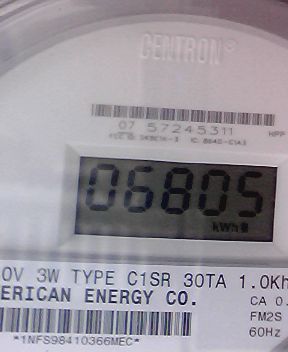 CENTRON®
07 57245311
HPP
06805
kWh
0V 3W TYPE C1SR 30TA 1.0Kh
ERICAN ENERGY CO.
CA 0.
FM2S
60Hz
*1NFS98410366MEC*